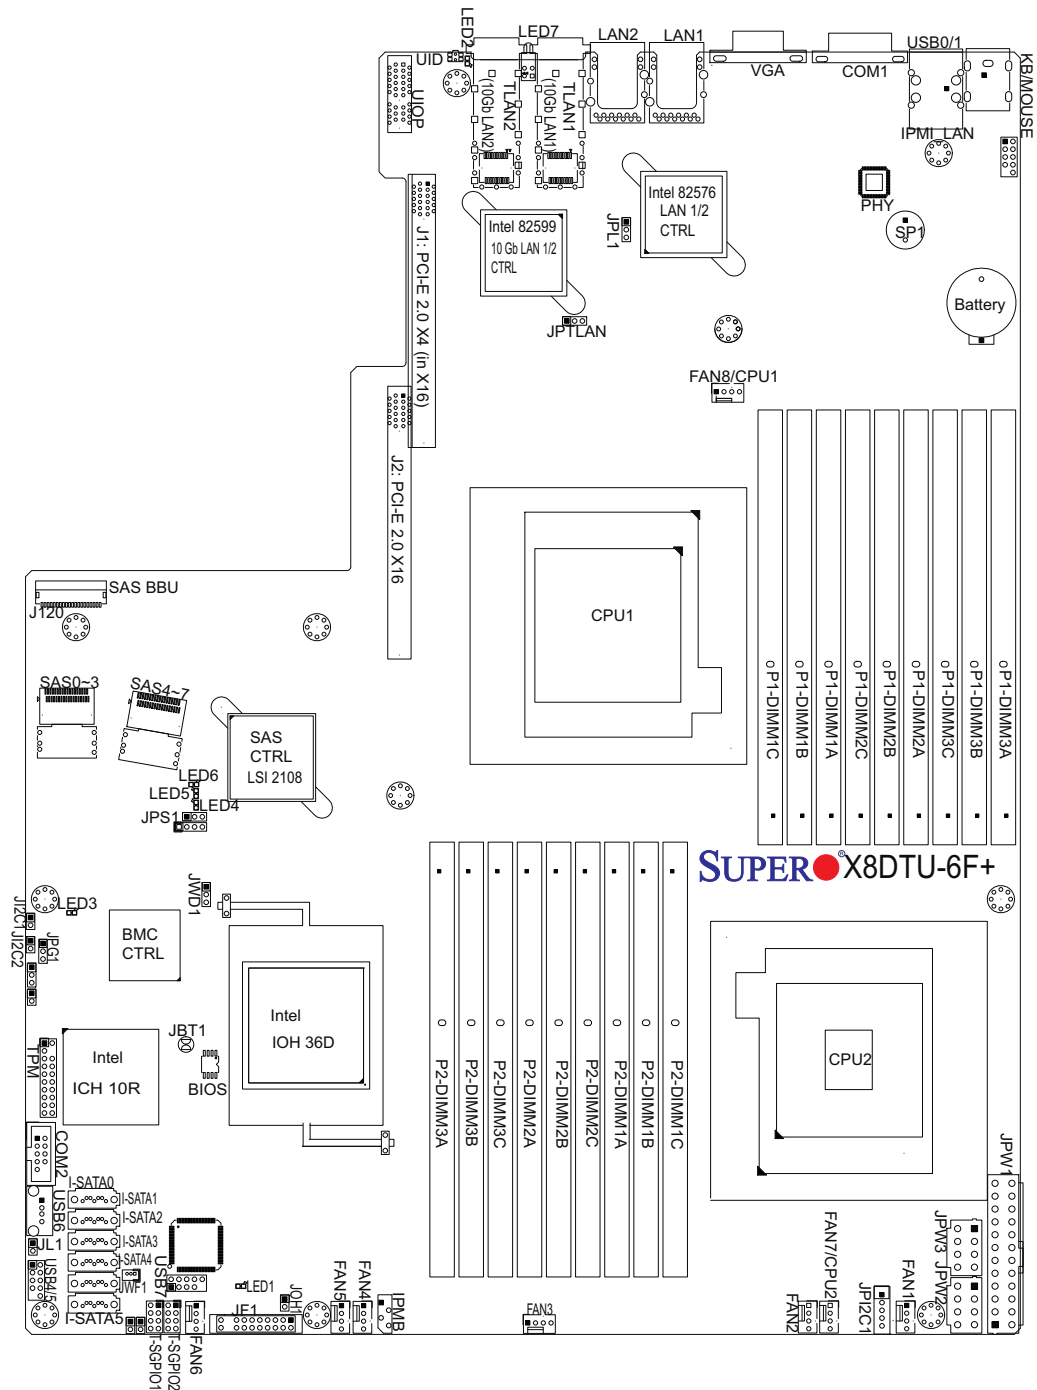 LED2
LED7
LAN2
LAN1
USB0/1
UID
VGA
COM1
KB/MOUSE
UIOP
TLAN2
(10Gb LAN2)
TLAN1
(10Gb LAN1)
IPMI_LAN
PHY
SP1
Intel 82576
LAN 1/2
CTRL
JPL1
Intel 82599
10 Gb LAN 1/2
CTRL
JPTLAN
Battery
J1: PCI-E 2.0 X4 (in X16)
FAN8/CPU1
J2: PCI-E 2.0 X16
SAS BBU
J120
CPU1
P1-DIMM1C
P1-DIMM1B
P1-DIMM1A
P1-DIMM2C
P1-DIMM2B
P1-DIMM2A
P1-DIMM3C
P1-DIMM3B
P1-DIMM3A
SAS0~3
SAS4~7
SAS
CTRL
LSI 2108
LED6
LED5
LED4
JPS1
SUPER ® X8DTU-6F+
JWD1
LED3
JI2C1
JI2C2
JPG1
BMC
CTRL
Intel
IOH 36D
JBT1
BIOS
TPM
Intel
ICH 10R
CPU2
P2-DIMM3A
P2-DIMM3B
P2-DIMM3C
P2-DIMM2A
P2-DIMM2B
P2-DIMM2C
P2-DIMM1A
P2-DIMM1B
P2-DIMM1C
COM2
USB6
I-SATA0
I-SATA1
I-SATA2
I-SATA3
I-SATA4
I-SATA5
JL1
USB4/5
JWF1
USB7
LED1
JOH1
FAN5
FAN4
IPMB
JF1
FAN6
T-SGPIO1
T-SGPIO2
FAN3
FAN2
FAN7/CPU2
JPI2C1
FAN1
JPW1
JPW3
JPW2